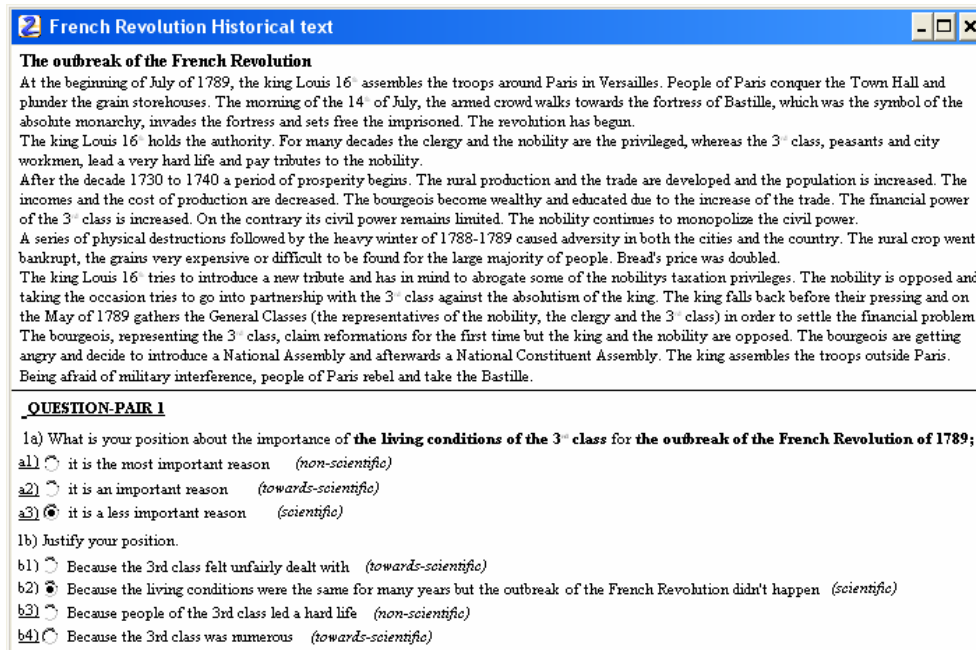 French Revolution Historical text
The outbreak of the French Revolution
At the beginning of July of 1789, the king Louis 16th assembles the troops around Paris in Versailles. People of Paris conquer the Town Hall and
plunder the grain storehouses. The morning of the 14th of July, the armed crowd walks towards the fortress of Bastille, which was the symbol of the
absolute monarchy, invades the fortress and sets free the imprisoned. The revolution has begun.
The king Louis 16th holds the authority. For many decades the clergy and the nobility are the privileged, whereas the 3rd class, peasants and city
workmen, lead a very hard life and pay tributes to the nobility.
After the decade 1730 to 1740 a period of prosperity begins. The rural production and the trade are developed and the population is increased. The
incomes and the cost of production are decreased. The bourgeois become wealthy and educated due to the increase of the trade. The financial power
of the 3rd class is increased. On the contrary its civil power remains limited. The nobility continues to monopolize the civil power.
A series of physical destructions followed by the heavy winter of 1788-1789 caused adversity in both the cities and the country. The rural crop went
bankrupt, the grains very expensive or difficult to be found for the large majority of people. Bread's price was doubled.
The king Louis 16th tries to introduce a new tribute and has in mind to abrogate some of the nobilitys taxation privileges. The nobility is opposed and
taking the occasion tries to go into partnership with the 3rd class against the absolutism of the king. The king falls back before their pressing and on
the May of 1789 gathers the General Classes (the representatives of the nobility, the clergy and the 3rd class) in order to settle the financial problem
The bourgeois, representing the 3rd class, claim reformations for the first time but the king and the nobility are opposed. The bourgeois are getting
angry and decide to introduce a National Assembly and afterwards a National Constituent Assembly. The king assembles the troops outside Paris.
Being afraid of military interference, people of Paris rebel and take the Bastille.
QUESTION-PAIR 1
1a) What is your position about the importance of the living conditions of the 3rd class for the outbreak of the French Revolution of 1789;
a1) it is the most important reason (non-scientific)
a2) it is an important reason (towards-scientific)
a3) it is a less important reason (scientific)
1b) Justify your position.
b1) Because the 3rd class felt unfairly dealt with (towards-scientific)
b2) Because the living conditions were the same for many years but the outbreak of the French Revolution didn't happen (scientific)
b3) Because people of the 3rd class led a hard life (non-scientific)
b4) Because the 3rd class was numerous (towards-scientific)